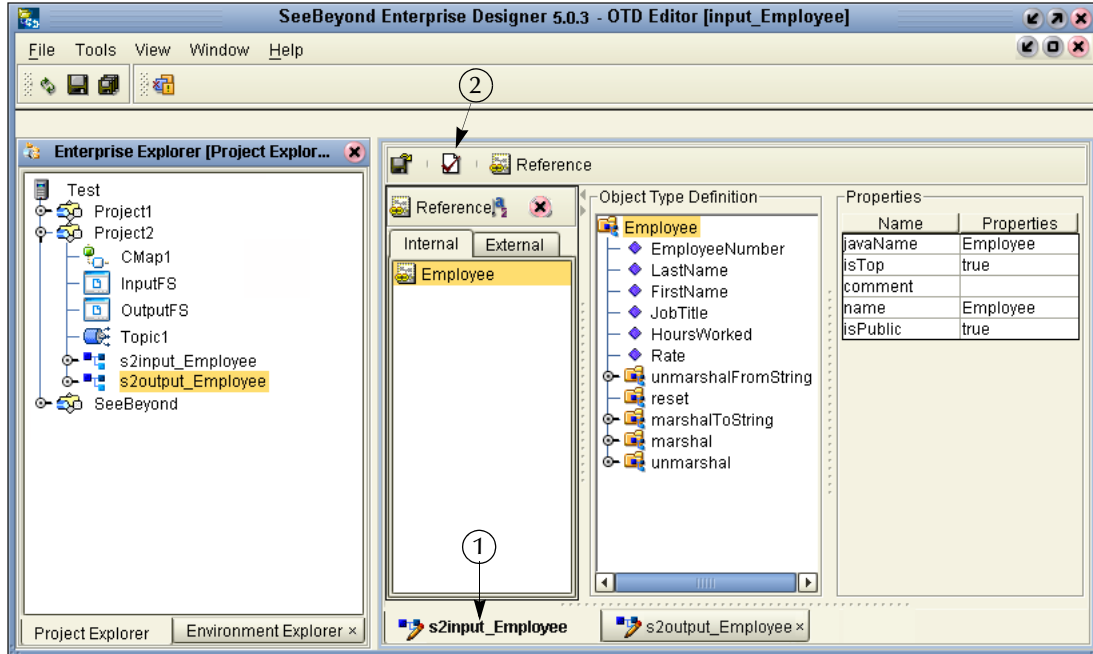 SeeBeyond Enterprise Designer 5.0.3 - OTD Editor [input_Employee]
File Tools View Window Help
2
Enterprise Explorer [Project Explor...
Test
Project1
Project2
CMap1
InputFS
OutputFS
Topic1
s2input_Employee
s2output_Employee
SeeBeyond
Project Explorer
Environment Explorer ×
Reference
Reference
Internal
External
Employee
Object Type Definition
Employee
EmployeeNumber
LastName
FirstName
JobTitle
HoursWorked
Rate
unmarshalFromString
reset
marshalToString
marshal
unmarshal
Properties
Name Properties
javaName Employee
isTop true
comment
name Employee
isPublic true
1
s2input_Employee
s2output_Employee ×